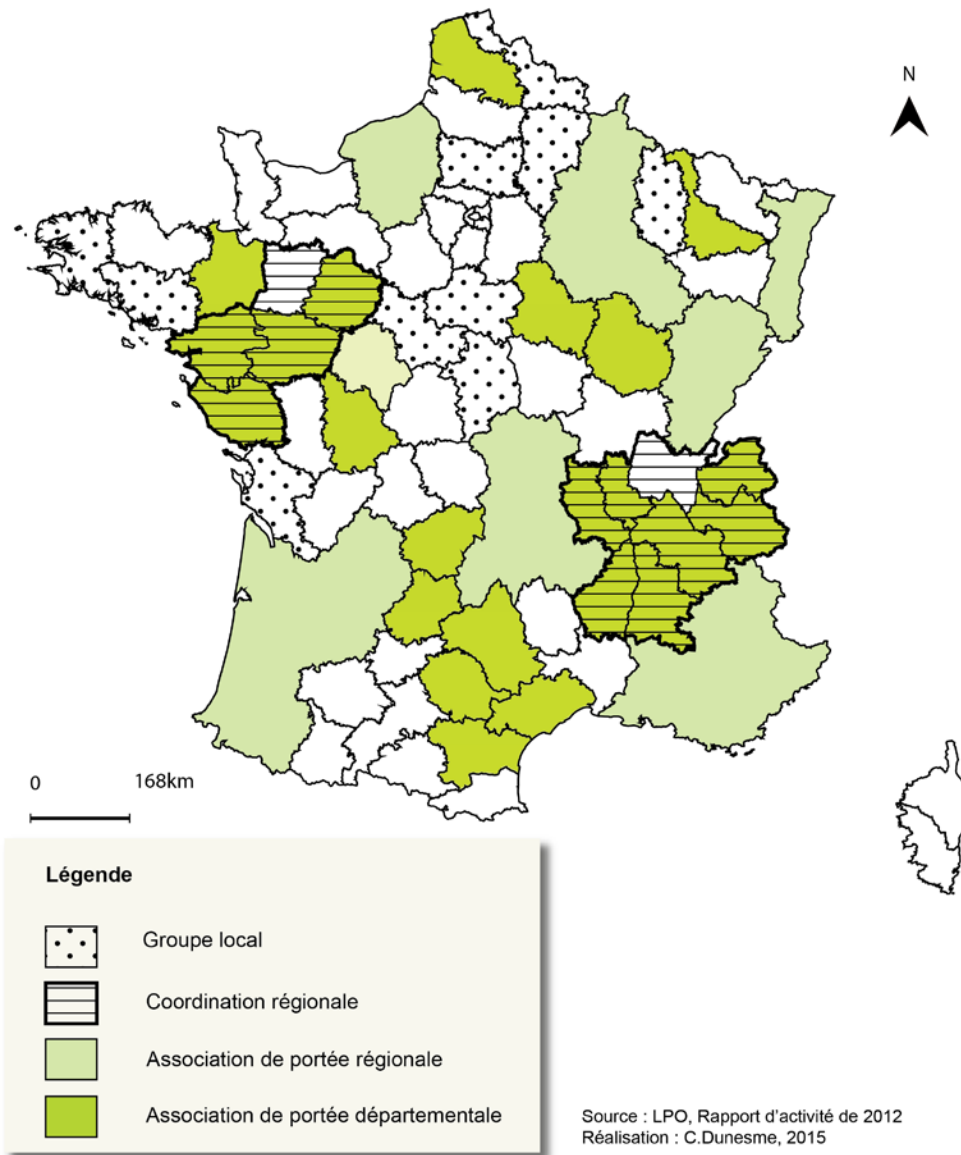 N
0 168km
Légende
Groupe local
Coordination régionale
Association de portée régionale
Association de portée départementale
Source : LPO, Rapport d'activité de 2012
Réalisation : C.Dunesme, 2015